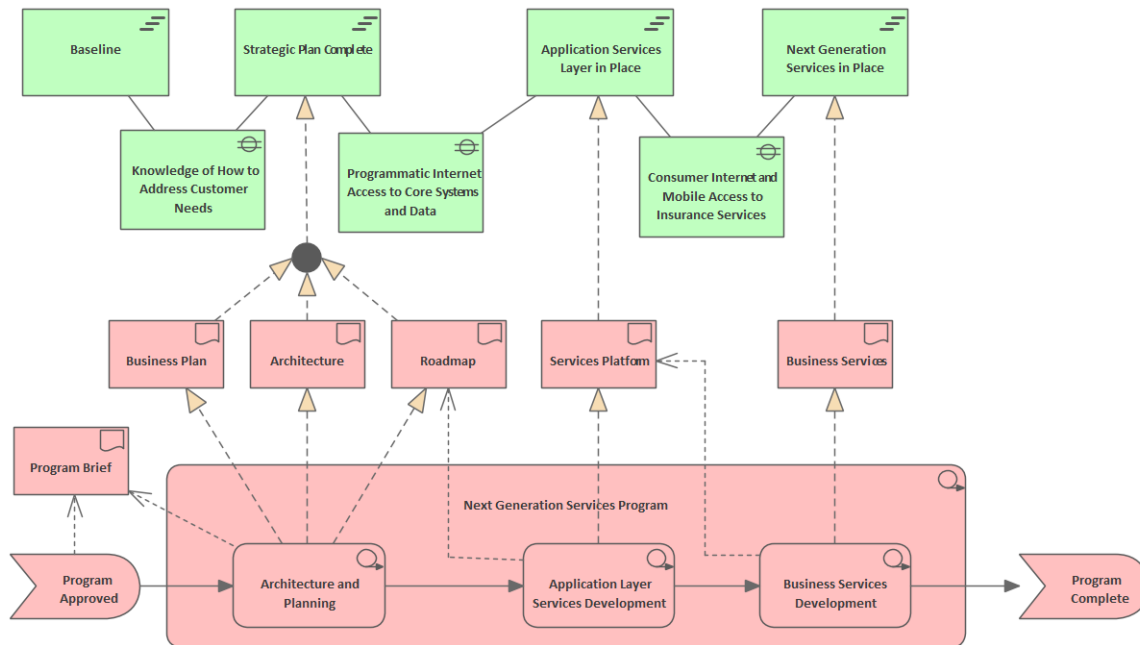 Baseline
Strategic Plan Complete
Application Services
Layer in Place
Next Generation
Services in Place
Knowledge of How to
Address Customer
Needs
Programmatic Internet
Access to Core Systems
and Data
Consumer Internet and
Mobile Access to
Insurance Services
Business Plan
Architecture
Roadmap
Services Platform
Business Services
Program Brief
Next Generation Services Program
Program
Approved
Architecture and
Planning
Application Layer
Services Development
Business Services
Development
Program
Complete